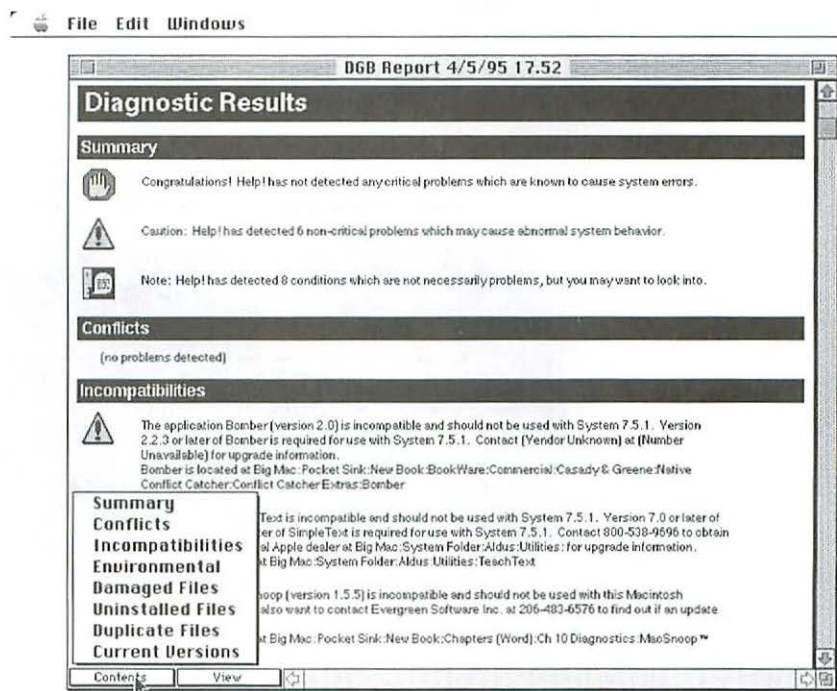 File Edit Windows
DGB Report 4/5/95 17.52
Diagnostic Results
Summary
Congratulations! Help! has not detected any critical problems which are known to cause system errors.
Caution: Help! has detected 6 non-critical problems which may cause abnormal system behavior.
Note: Help! has detected 8 conditions which are not necessarily problems, but you may want to look into.
Conflicts
(no problems detected)
Incompatibilities
The application Bomber (version 2.0) is incompatible and should not be used with System 7.5.1. Version
2.2.3 or later of Bomber is required for use with System 7.5.1. Contact (Vendor Unknown) at (Number
Unavailable) for upgrade information.
Bomber is located at Big Mac:Pocket Sink:New Book:BookWare:Commercial:Casady & Greene:Native
Conflict Catcher:Conflict Catcher Extras:Bomber
Text is incompatible and should not be used with System 7.5.1. Version 7.0 or later of
er of SimpleText is required for use with System 7.5.1. Contact 800-538-9696 to obtain
al Apple dealer at Big Mac:System Folder:Aldus:Utilities: for upgrade information.
at Big Mac:System Folder:Aldus:Utilities:TeachText
noop (version 1.5.5) is incompatible and should not be used with this Macintosh
also want to contact Evergreen Software Inc. at 206-483-6576 to find out if an update
at Big Mac:Pocket Sink:New Book:Chapters (Word):Ch 10 Diagnostics:MacSnoop™
Summary
Conflicts
Incompatibilities
Environmental
Damaged Files
Uninstalled Files
Duplicate Files
Current Versions
Contents View